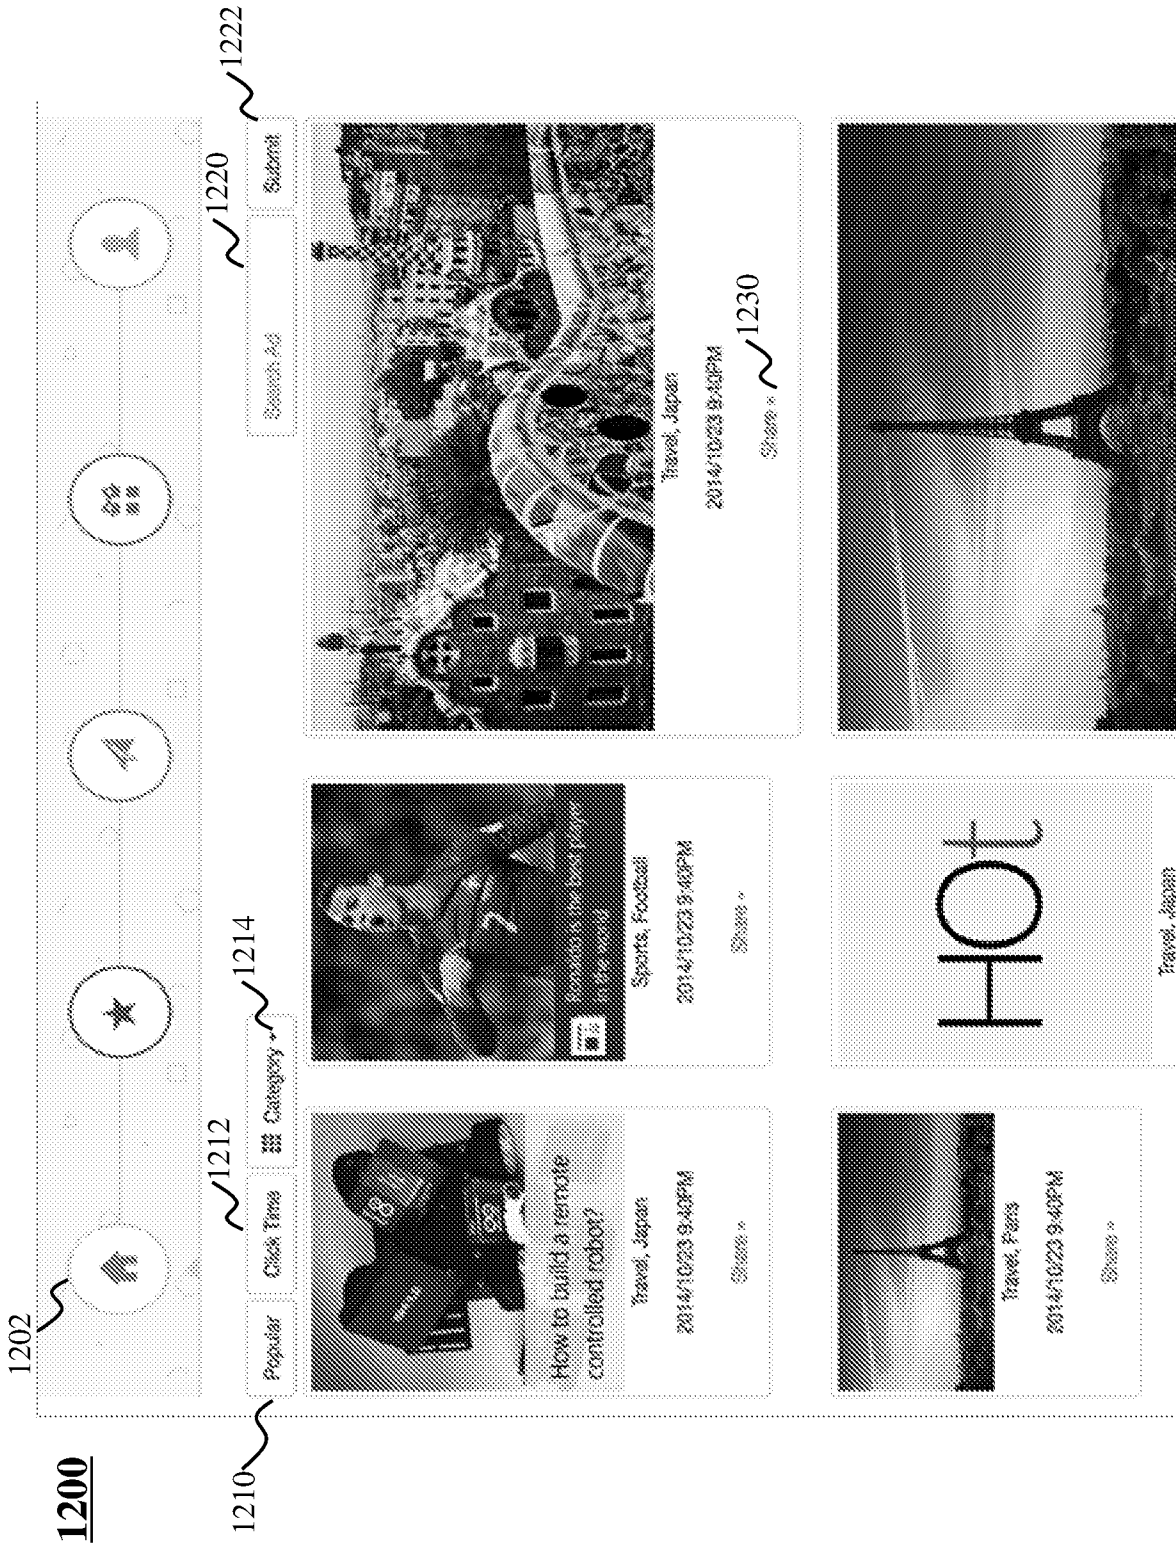 1200
1202
1210
Popular
1212
Click Time
1214
Category
1220
Search Ad
1222
Submit
How to build a remote
controlled robot?
Travel, Japan
2014/10/23 9:40PM
Share »
7
Sports, Football
2014/10/23 9:40PM
Share »
Travel, Japan
2014/10/23 9:40PM
Share »
1230
Travel, Paris
2014/10/23 9:40PM
Share »
HOt
Travel, Japan